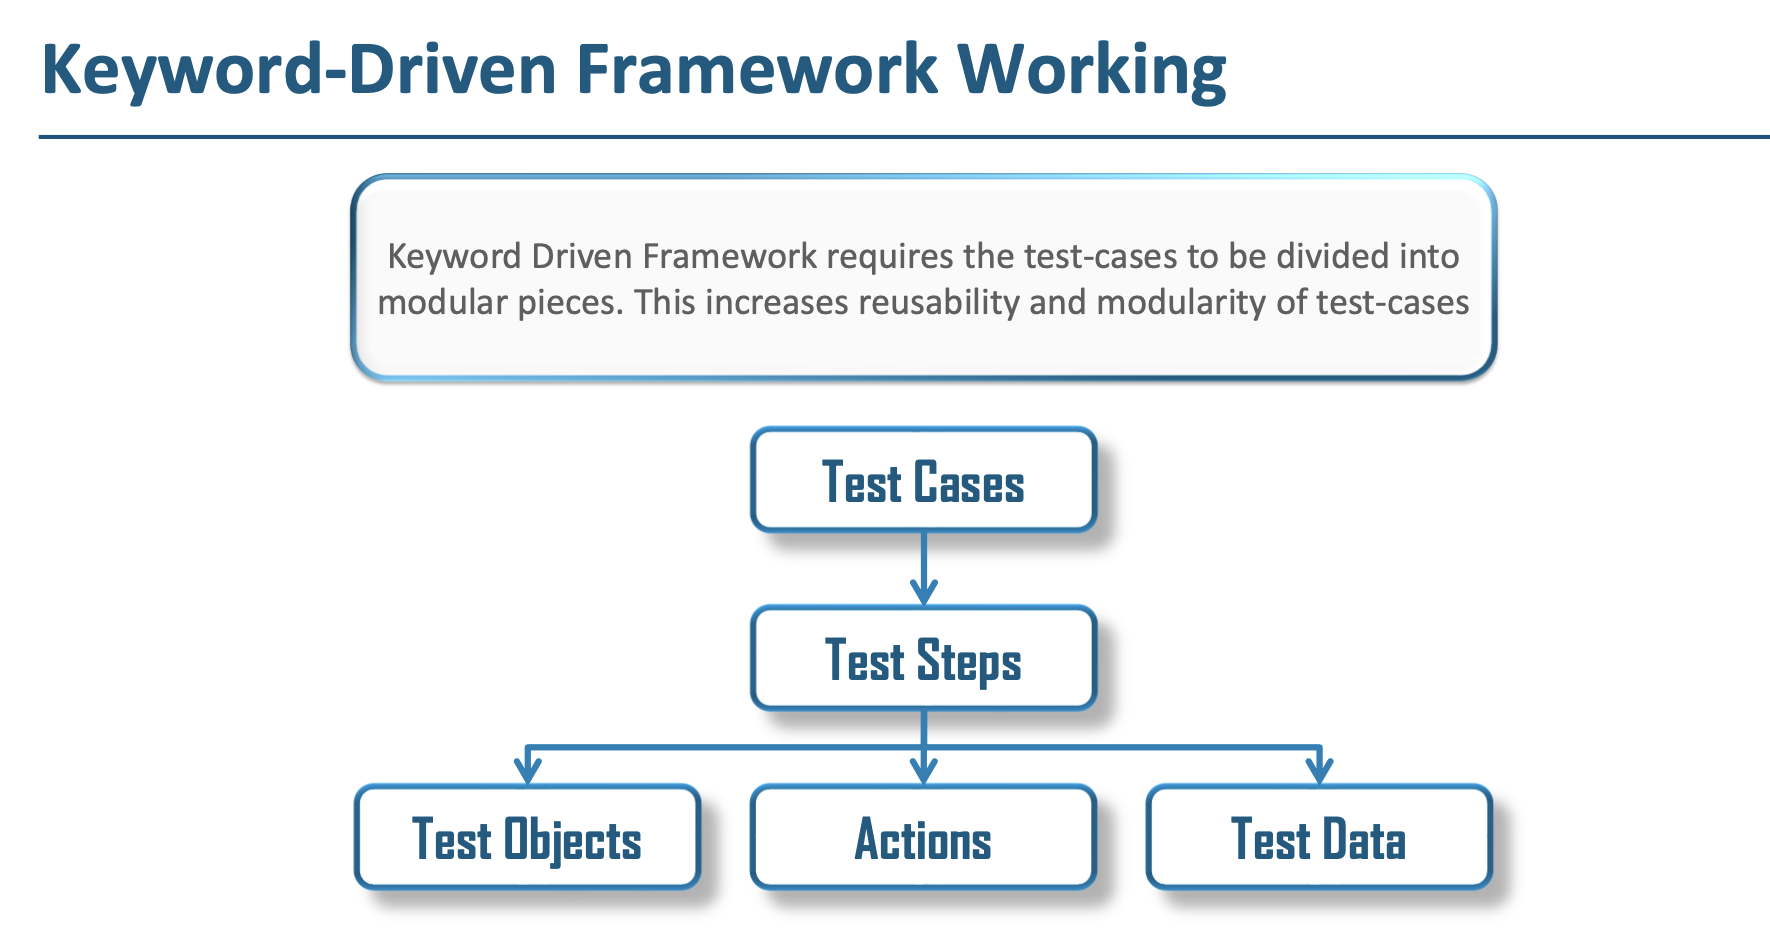 Keyword-Driven Framework Working
Keyword Driven Framework requires the test-cases to be divided into
modular pieces. This increases reusability and modularity of test-cases
Test Cases
Test Steps
Test Objects
Actions
Test Data